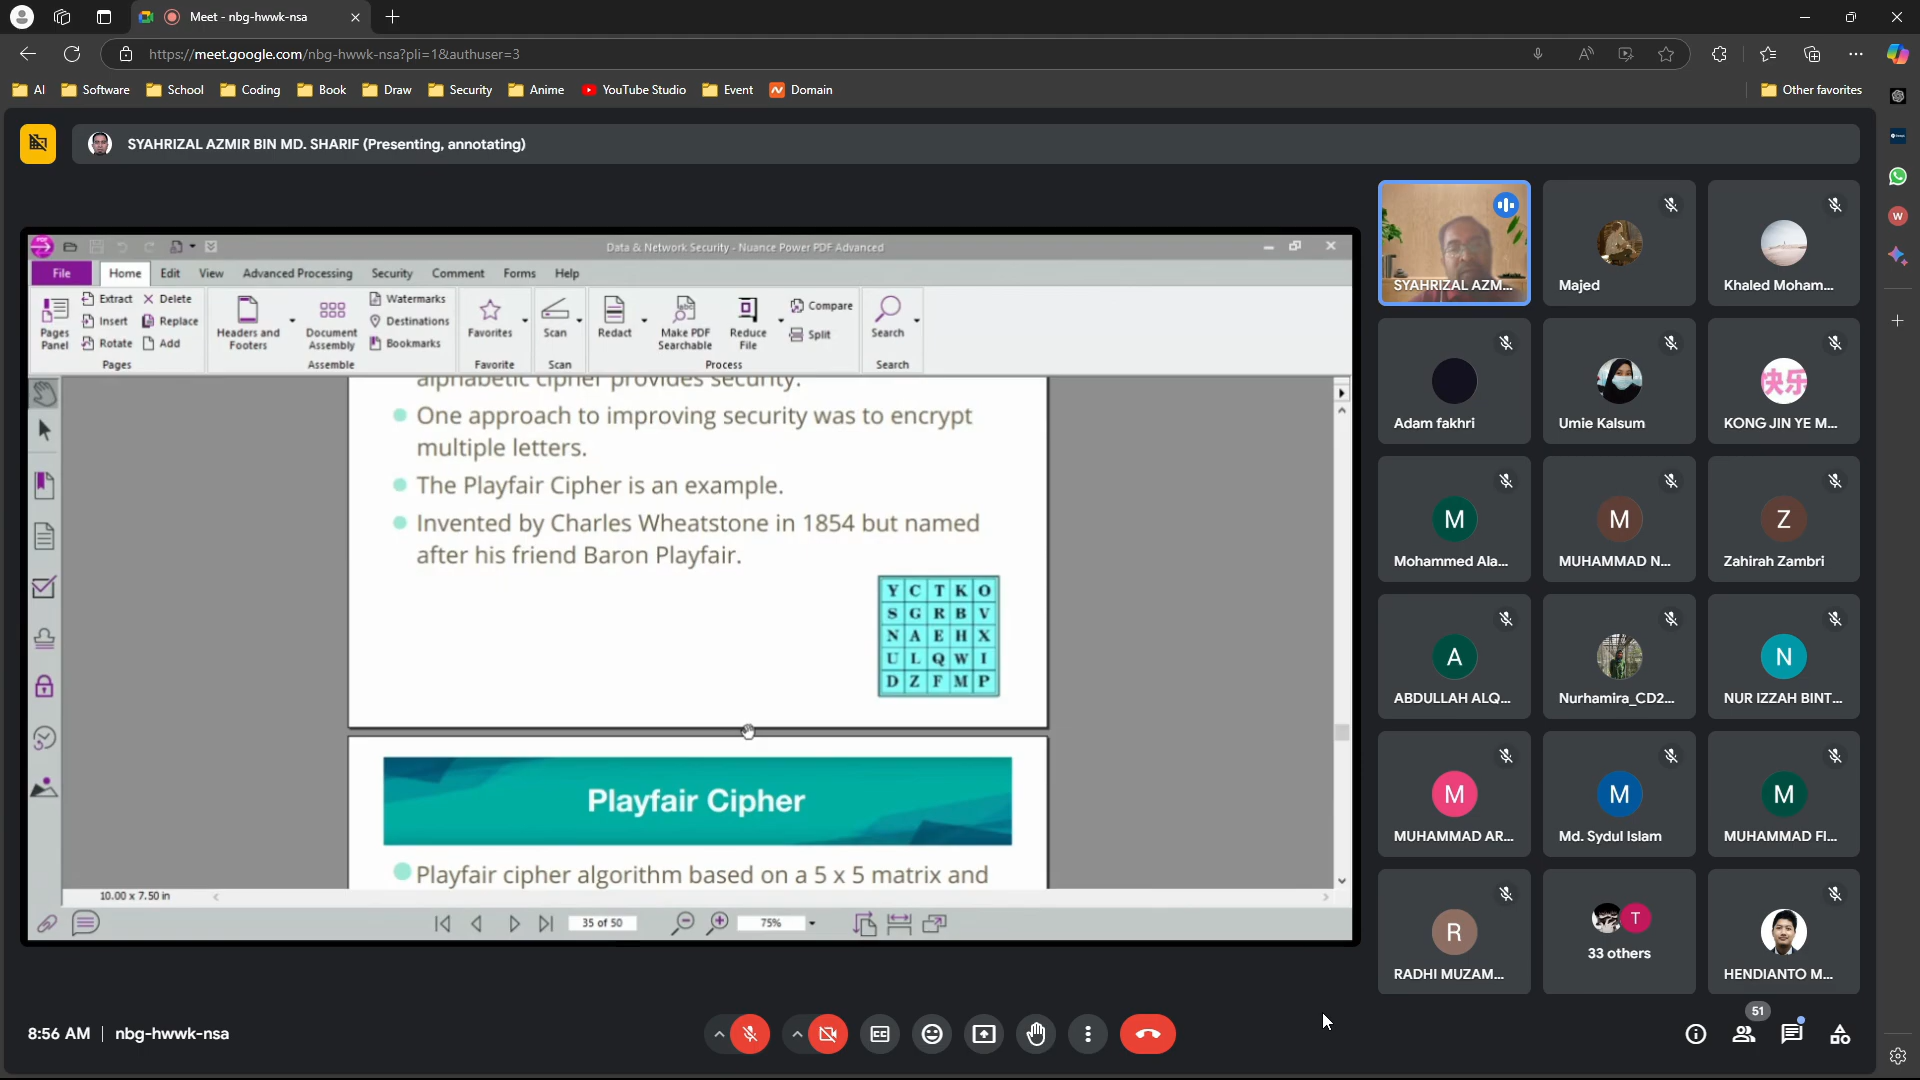 Meet - nbg-hwwk-nsa
https://meet.google.com/nbg-hwwk-nsa?pli=1&authuser=3
AI Software School Coding Book Draw Security Anime YouTube Studio Event Domain Other favorites
SYAHRIZAL AZMIR BIN MD. SHARIF (Presenting, annotating)
Data & Network Security - Nuance Power PDF Advanced
File Home Edit View Advanced Processing Security Comment Forms Help
Pages Panel
Extract Delete
Insert Replace
Rotate Add
Pages
Headers and Footers
Document Assembly
Watermarks
Destinations
Bookmarks
Assemble
Favorites
Favorite
Scan
Scan
Redact
Make PDF Searchable
Reduce File
Compare
Split
Process
Search
Search
alphabetic cipher provides security.
One approach to improving security was to encrypt
multiple letters.
The Playfair Cipher is an example.
Invented by Charles Wheatstone in 1854 but named
after his friend Baron Playfair.
Y C T K O
S G R B V
N A E H X
U L Q W I
D Z F M P
Playfair Cipher
Playfair cipher algorithm based on a 5 x 5 matrix and
10.00 x 7.50 in
35 of 50
75%
SYAHRIZAL AZM...
Majed
Khaled Moham...
Adam fakhri
Umie Kalsum
快乐
KONG JIN YE M...
M
Mohammed Ala...
M
MUHAMMAD N...
Z
Zahirah Zambri
A
ABDULLAH ALQ...
Nurhamira_CD2...
N
NUR IZZAH BINT...
M
MUHAMMAD AR...
M
Md. Sydul Islam
M
MUHAMMAD FI...
R
RADHI MUZAM...
T
33 others
HENDIANTO M...
8:56 AM | nbg-hwwk-nsa
51